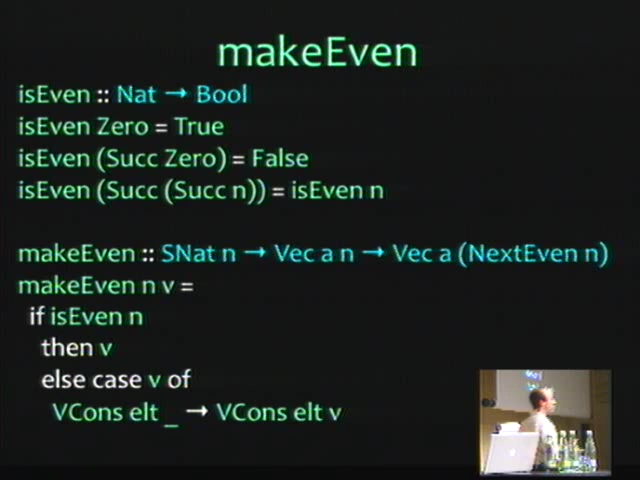 makeEven
isEven :: Nat → Bool
isEven Zero = True
isEven (Succ Zero) = False
isEven (Succ (Succ n)) = isEven n
makeEven :: SNat n → Vec a n → Vec a (NextEven n)
makeEven n v =
if isEven n
then v
else case v of
VCons elt _ → VCons elt v